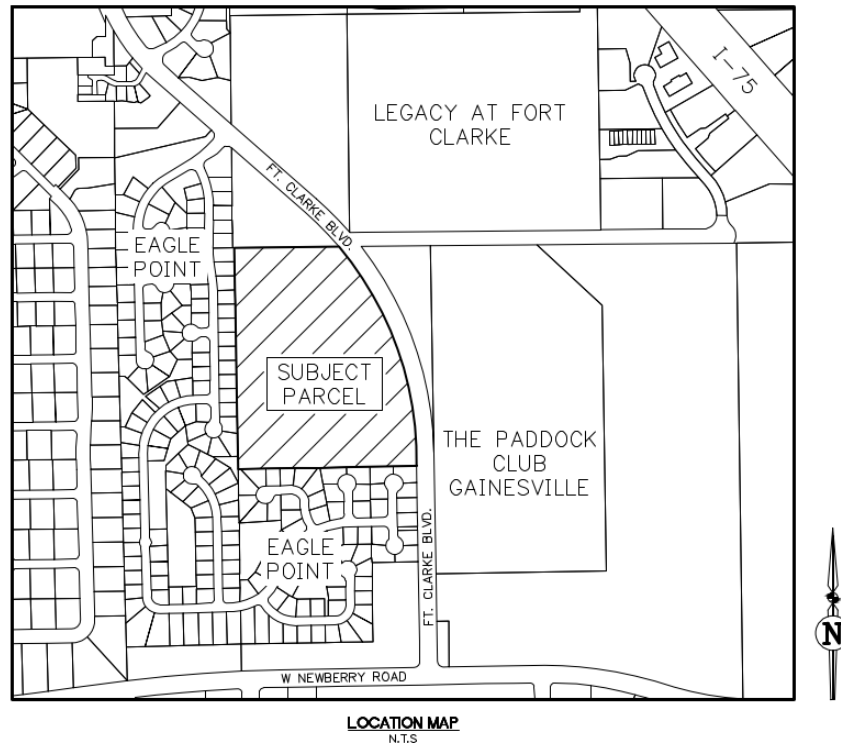 I-75
LEGACY AT FORT
CLARKE
FT. CLARKE BLVD.
EAGLE
POINT
SUBJECT
PARCEL
THE PADDOCK
CLUB
GAINESVILLE
EAGLE
POINT
FT. CLARKE BLVD.
W NEWBERRY ROAD
N
LOCATION MAP
N.T.S